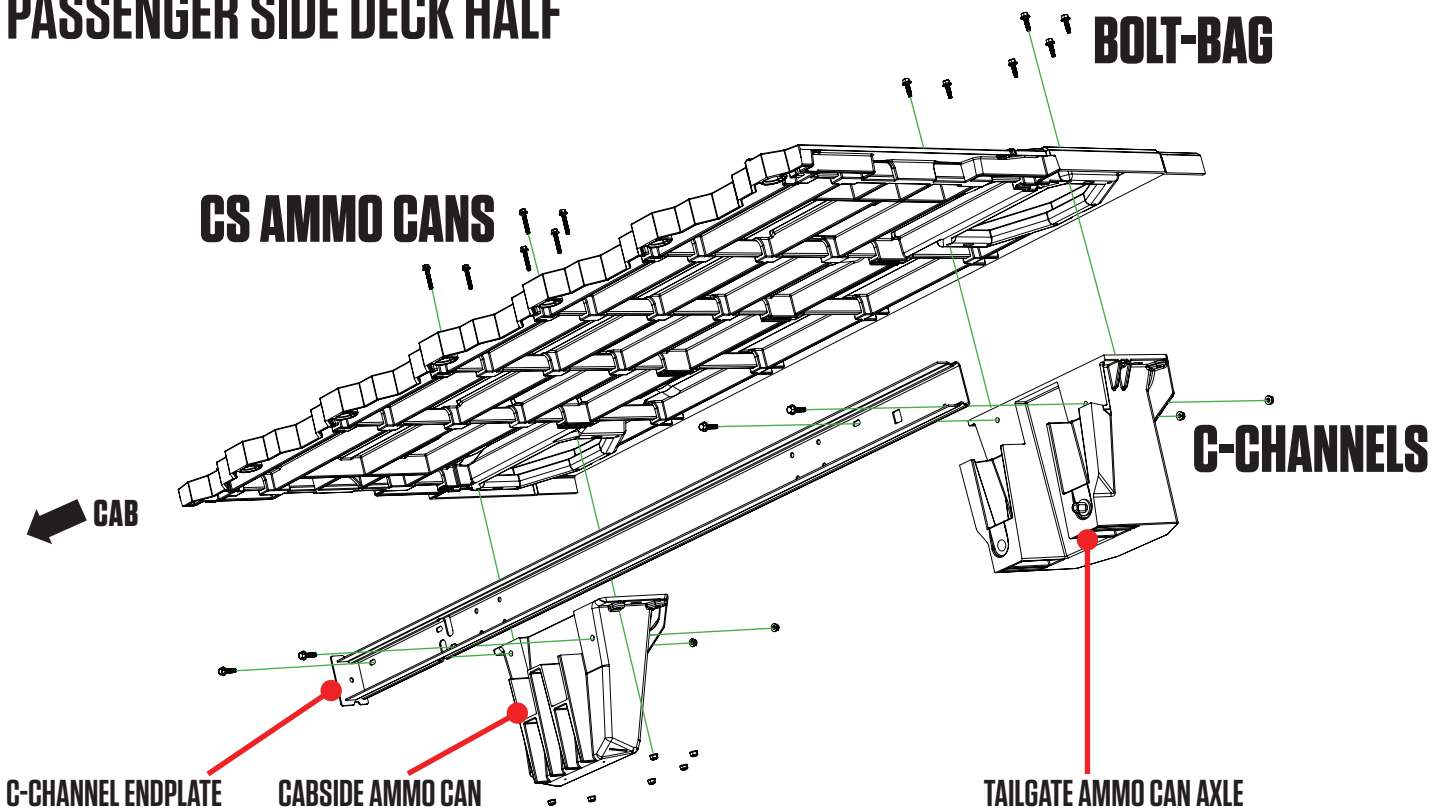 PASSENGER SIDE DECK HALF
BOLT-BAG
CS AMMO CANS
C-CHANNELS
CAB
C-CHANNEL ENDPLATE
CABSIDE AMMO CAN
TAILGATE AMMO CAN AXLE